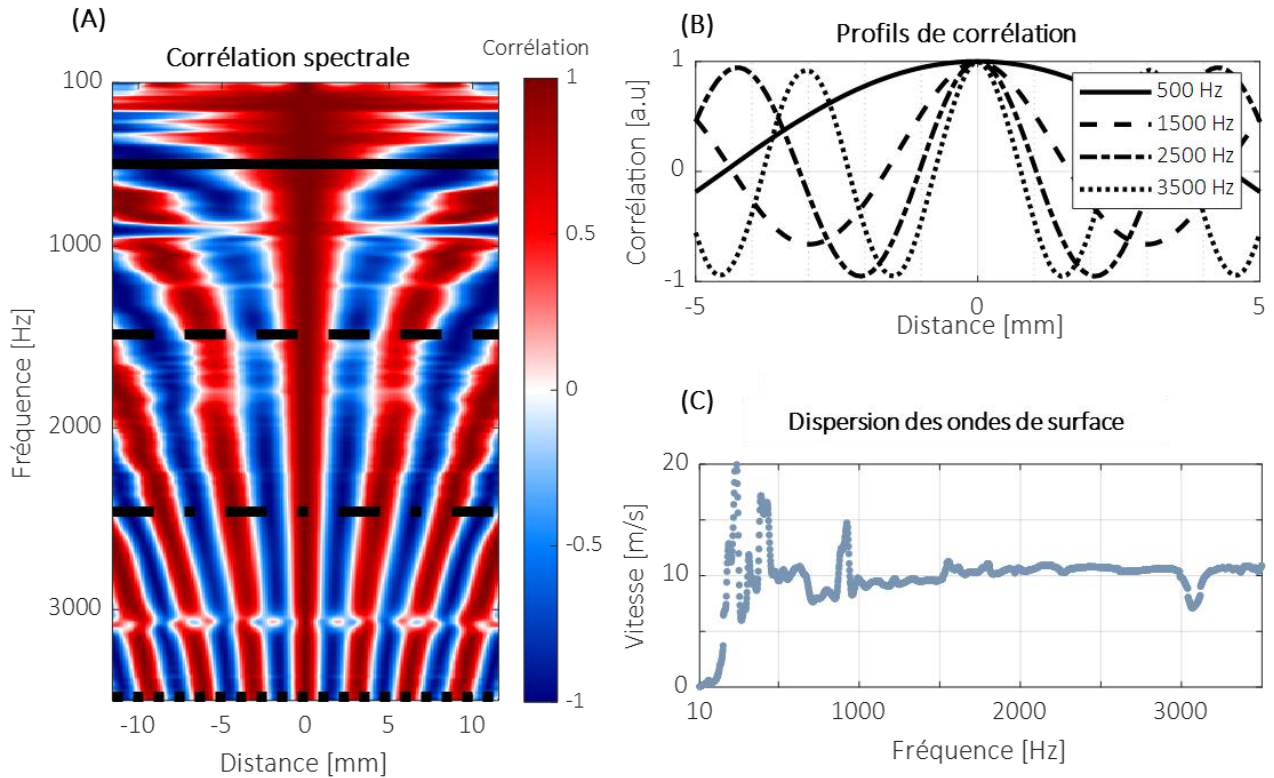 (A)
Corrélation spectrale
Corrélation
100
1000
2000
3000
Fréquence [Hz]
-10
-5
0
5
10
Distance [mm]
1
0.5
0
-0.5
-1
(B)
Profils de corrélation
1
0
-1
Corrélation [a.u]
500 Hz
1500 Hz
2500 Hz
3500 Hz
-5
0
5
Distance [mm]
(C)
Dispersion des ondes de surface
20
10
0
Vitesse [m/s]
10
1000
2000
3000
Fréquence [Hz]